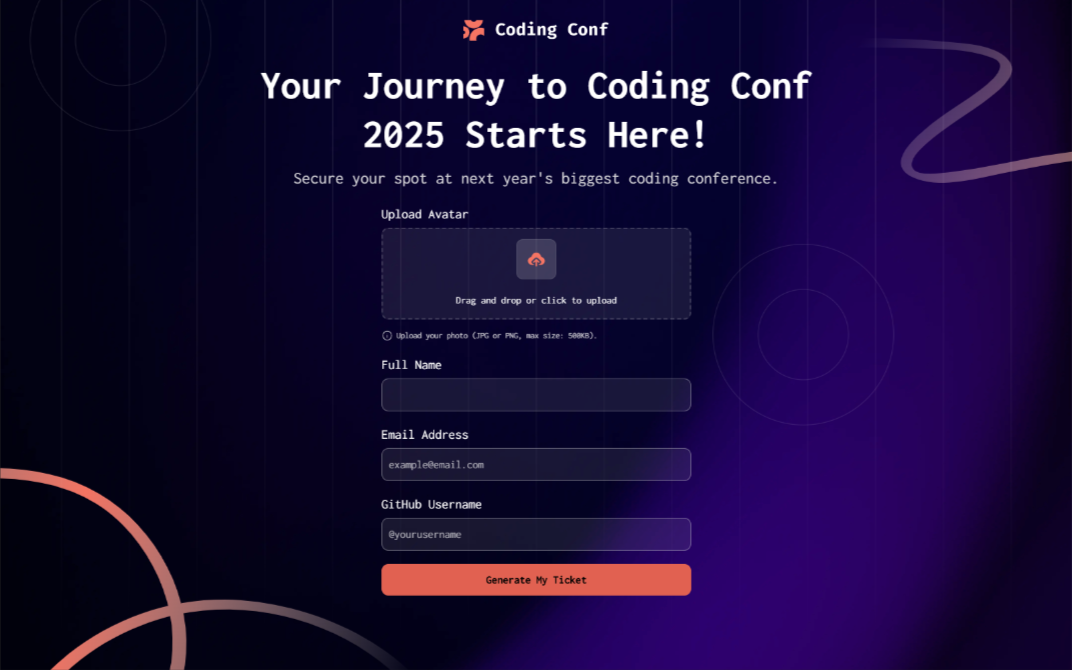 Coding Conf
Your Journey to Coding Conf
2025 Starts Here!
Secure your spot at next year's biggest coding conference.
Upload Avatar
Drag and drop or click to upload
Upload your photo (JPG or PNG, max size: 500KB).
Full Name
Email Address
example@email.com
GitHub Username
@yourusername
Generate My Ticket